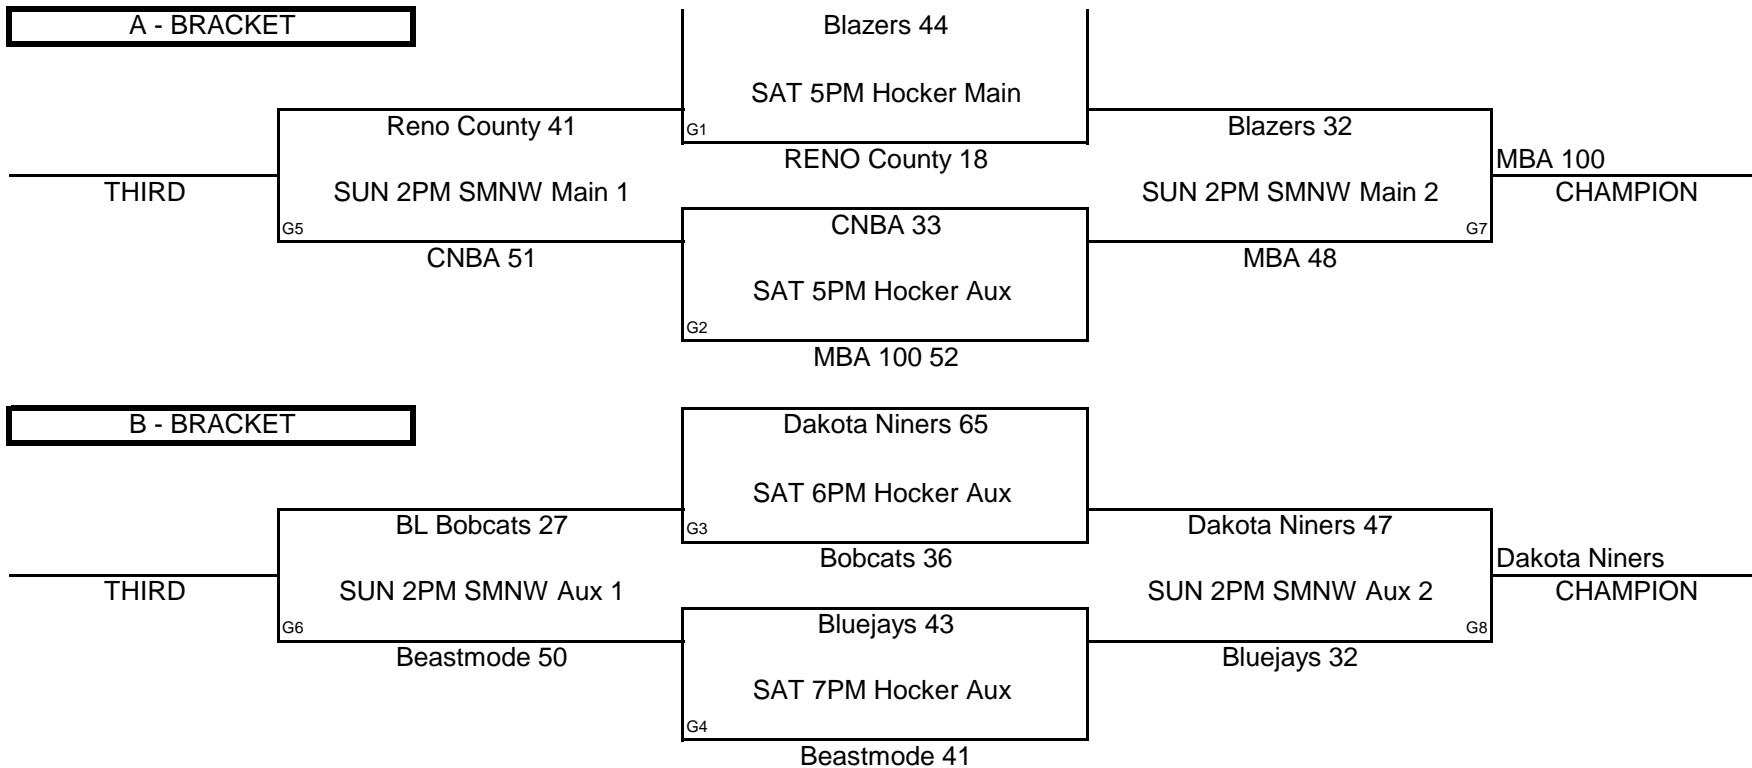 A - BRACKET
Blazers 44
SAT 5PM Hocker Main
Reno County 41
G1
Blazers 32
RENO County 18
MBA 100
THIRD
SUN 2PM SMNW Main 1
SUN 2PM SMNW Main 2
CHAMPION
G5
CNBA 33
G7
CNBA 51
MBA 48
SAT 5PM Hocker Aux
G2
MBA 100 52
B - BRACKET
Dakota Niners 65
SAT 6PM Hocker Aux
BL Bobcats 27
G3
Dakota Niners 47
Bobcats 36
Dakota Niners
THIRD
SUN 2PM SMNW Aux 1
SUN 2PM SMNW Aux 2
CHAMPION
G6
Bluejays 43
G8
Beastmode 50
Bluejays 32
SAT 7PM Hocker Aux
G4
Beastmode 41